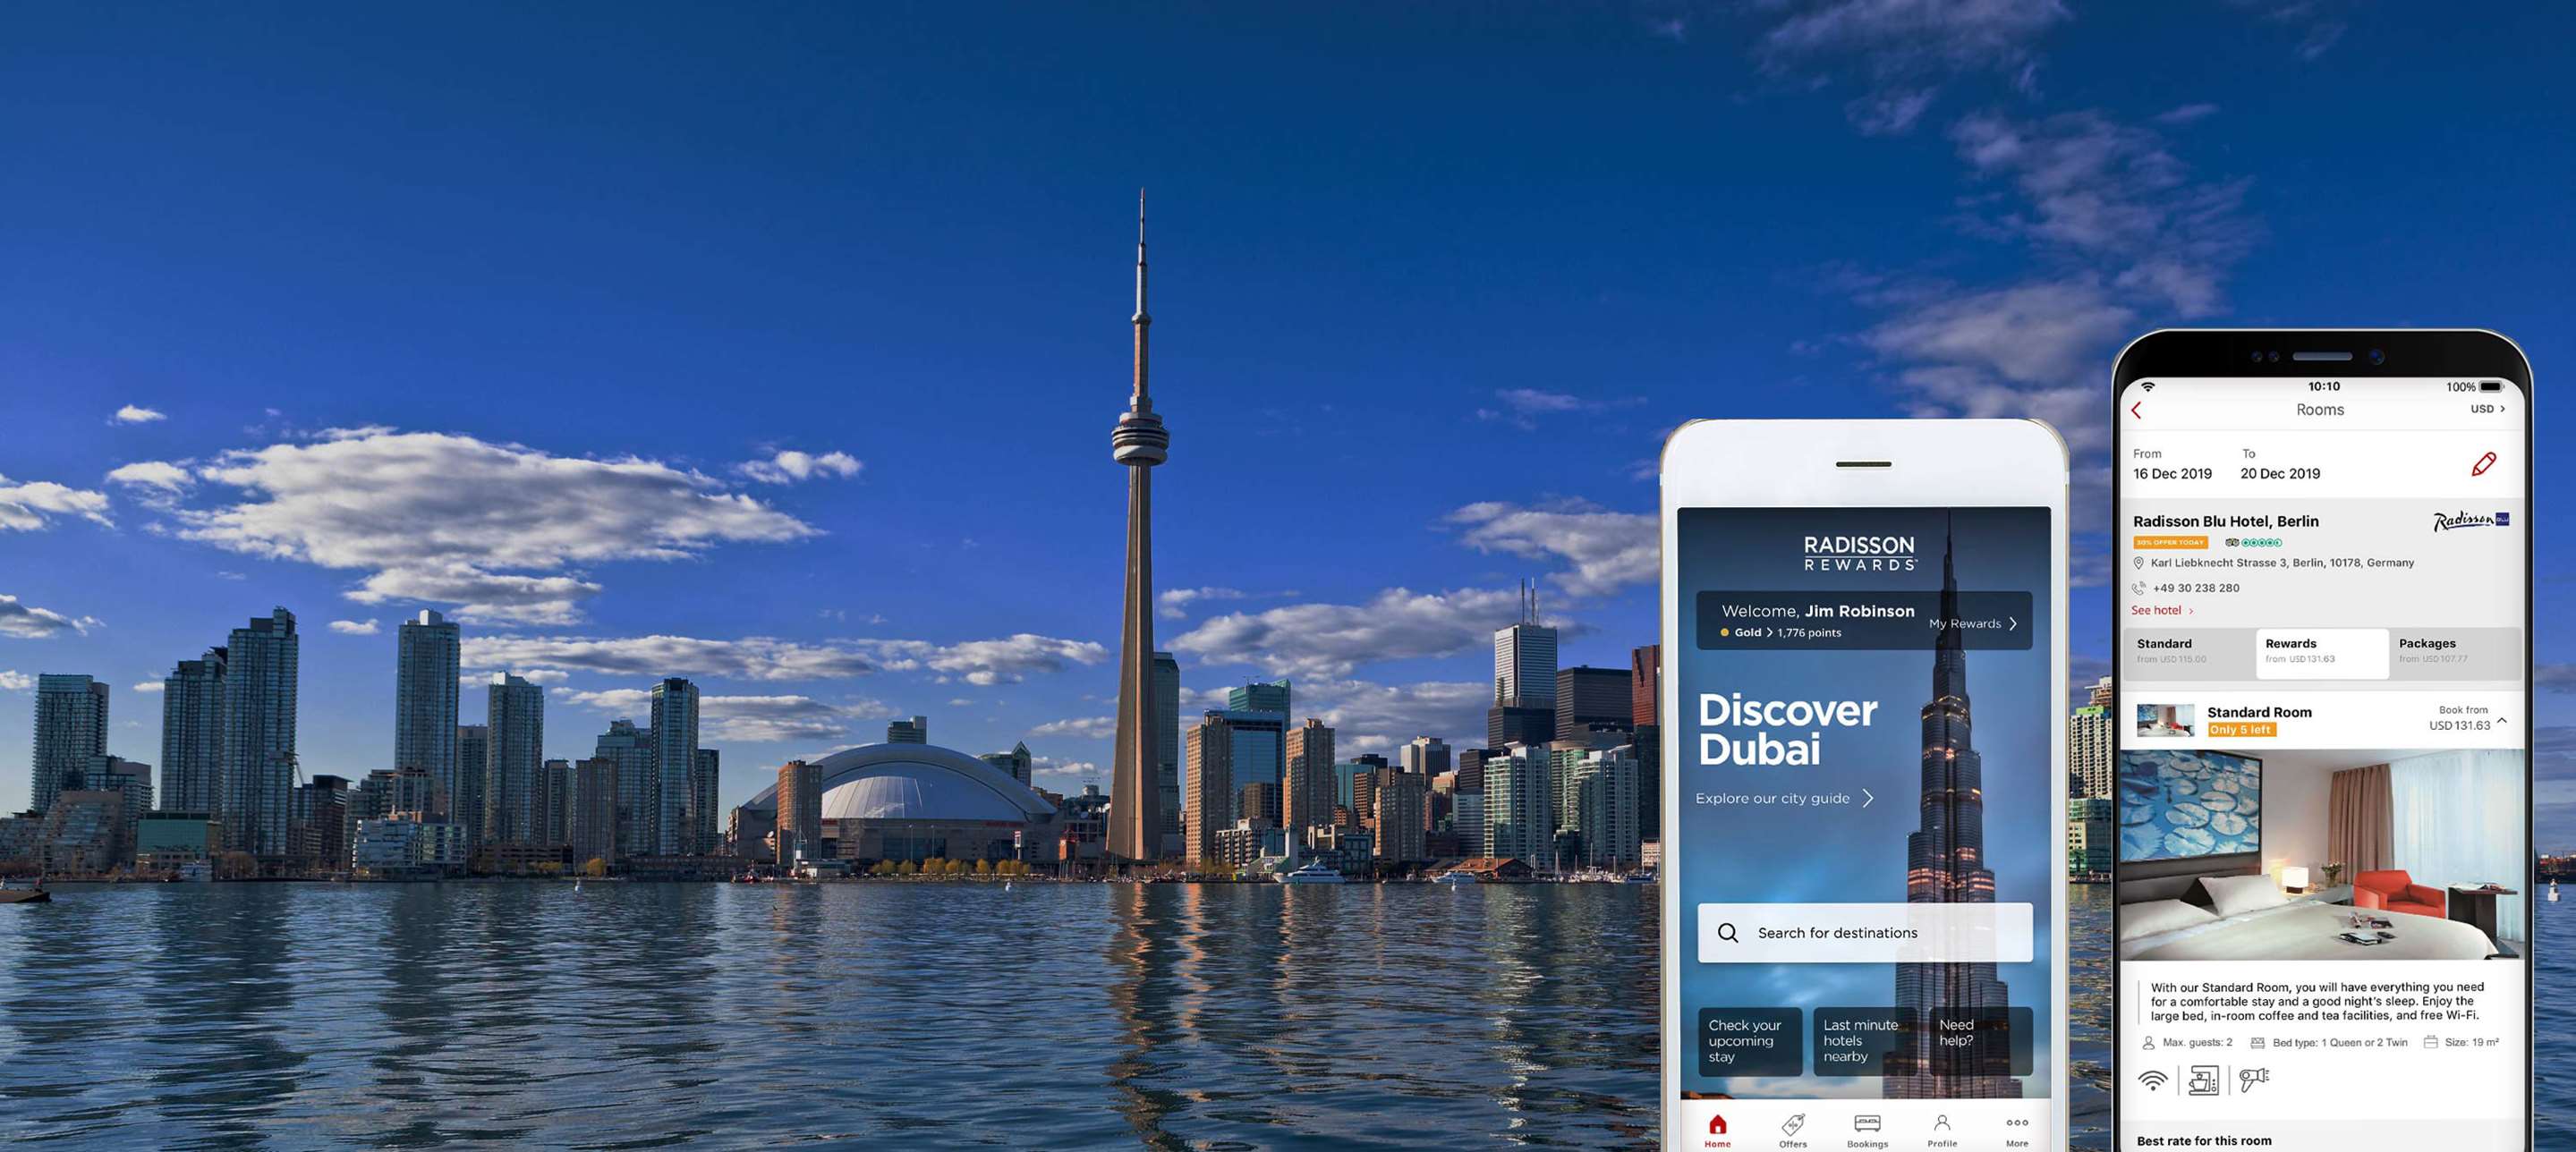 RADISSON
REWARDS
Welcome, Jim Robinson
Gold > 1,776 points
My Rewards >
Discover
Dubai
Explore our city guide >
Search for destinations
Check your
upcoming
stay
Last minute
hotels
nearby
Need
help?
Home
Offers
Bookings
Profile
More
10:10
100%
Rooms
USD >
From
To
16 Dec 2019
20 Dec 2019
Radisson Blu Hotel, Berlin
Radisson BLU
30% OFFER TODAY
Karl Liebknecht Strasse 3, Berlin, 10178, Germany
+49 30 238 280
See hotel >
Standard
from USD 115.00
Rewards
from USD 131.63
Packages
from USD 107.77
Standard Room
Only 5 left
Book from
USD 131.63
With our Standard Room, you will have everything you need
for a comfortable stay and a good night's sleep. Enjoy the
large bed, in-room coffee and tea facilities, and free Wi-Fi.
Max. guests: 2
Bed type: 1 Queen or 2 Twin
Size: 19 m²
Best rate for this room